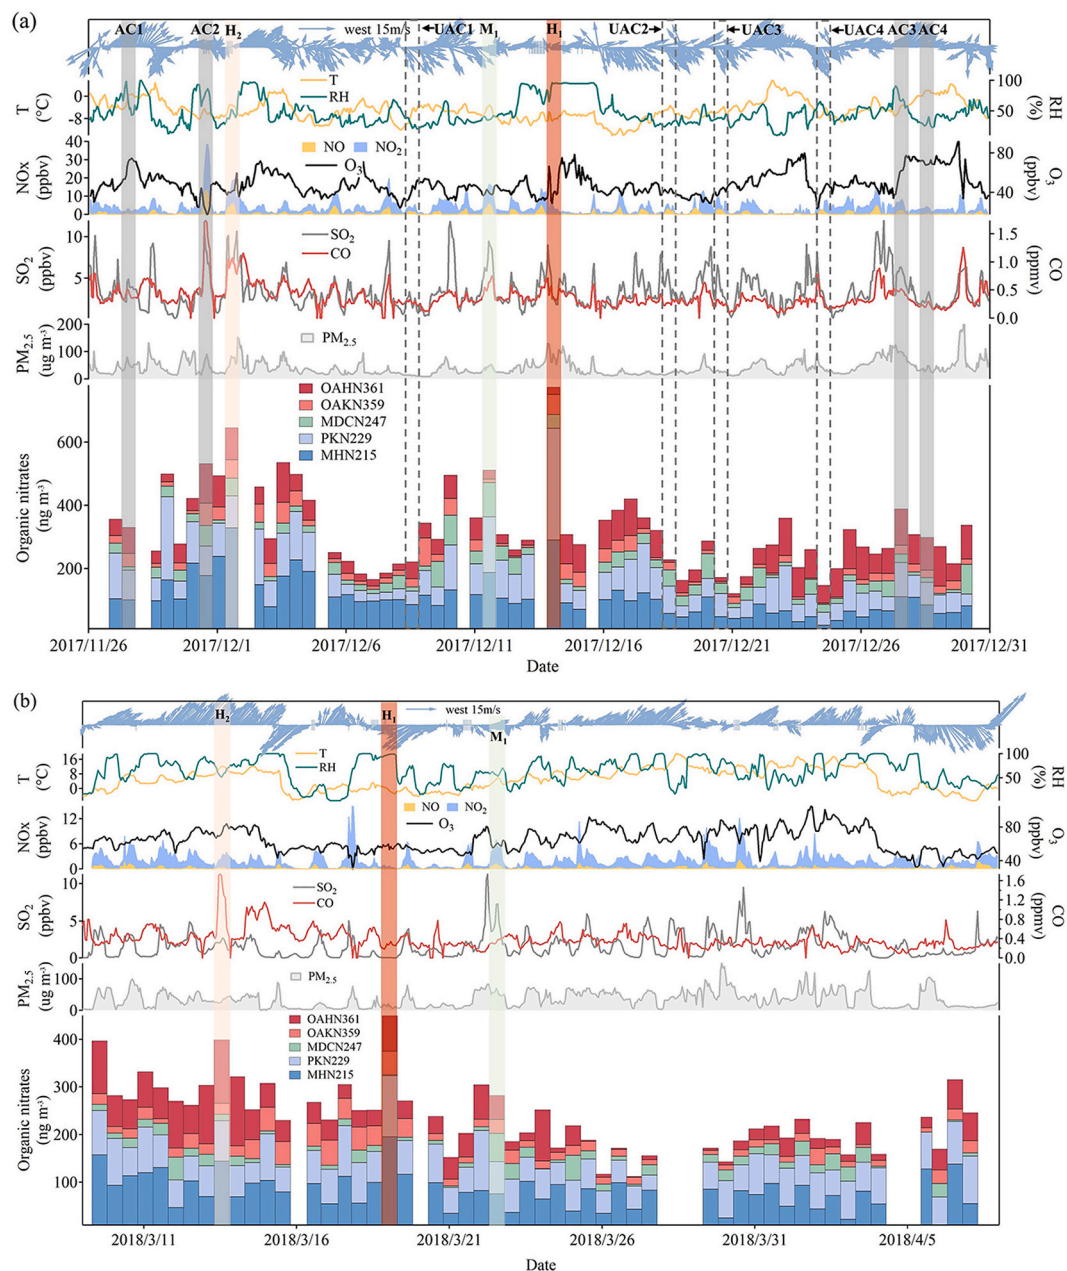 (a)
AC1 AC2 H2 west 15m/s UAC1 M1 H1 UAC2 UAC3 UAC4 AC3 AC4
T
RH
T
(°C)
0
-8
100
50
RH
(%)
NO NO2
O3
NOx
(ppbv)
40
30
20
10
0
80
40
O3
(ppbv)
SO2
CO
SO2
(ppbv)
10
5
1.5
1.0
0.5
0.0
CO
(ppmv)
PM2.5
PM2.5
(ug m-3)
200
100
0
OAHN361
OAKN359
MDCN247
PKN229
MHN215
Organic nitrates
(ng m-3)
600
400
200
2017/11/26 2017/12/1 2017/12/6 2017/12/11 2017/12/16 2017/12/21 2017/12/26 2017/12/31
Date
(b)
H2 H1 west 15m/s
M1
T
RH
T
(°C)
16
8
0
100
50
RH
(%)
NO NO2
O3
NOx
(ppbv)
12
6
0
80
40
O3
(ppbv)
SO2
CO
SO2
(ppbv)
10
5
0
1.6
1.2
0.8
0.4
0.0
CO
(ppmv)
PM2.5
PM2.5
(ug m-3)
100
0
OAHN361
OAKN359
MDCN247
PKN229
MHN215
Organic nitrates
(ng m-3)
400
300
200
100
2018/3/11 2018/3/16 2018/3/21 2018/3/26 2018/3/31 2018/4/5
Date